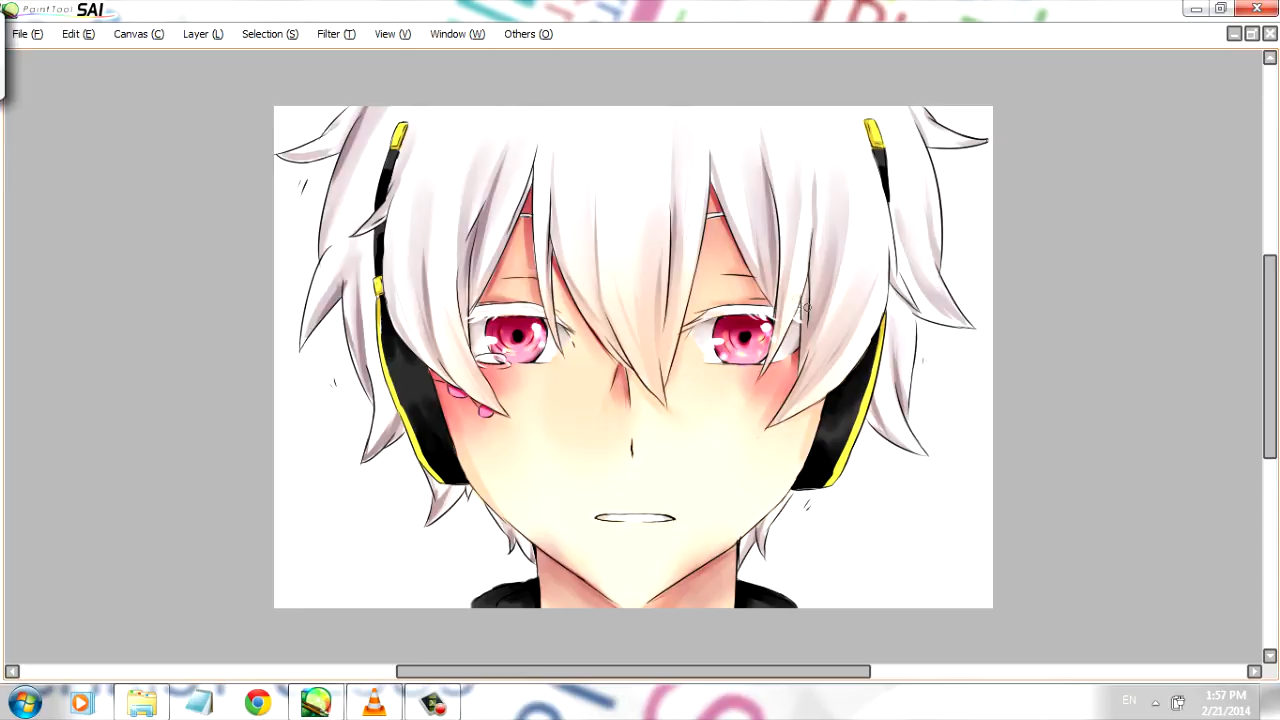 PaintTool SAI
File (F) Edit (E) Canvas (C) Layer (L) Selection (S) Filter (T) View (V) Window (W) Others (O)
EN
1:57 PM
2/21/2014